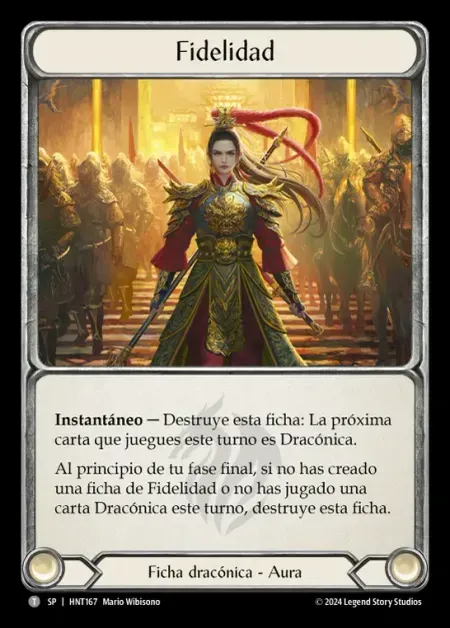 Fidelidad
Instantáneo — Destruye esta ficha: La próxima
carta que juegues este turno es Dracónica.
Al principio de tu fase final, si no has creado
una ficha de Fidelidad o no has jugado una
carta Dracónica este turno, destruye esta ficha.
Ficha dracónica - Aura
T SP | HNT167 Mario Wibisono © 2024 Legend Story Studios